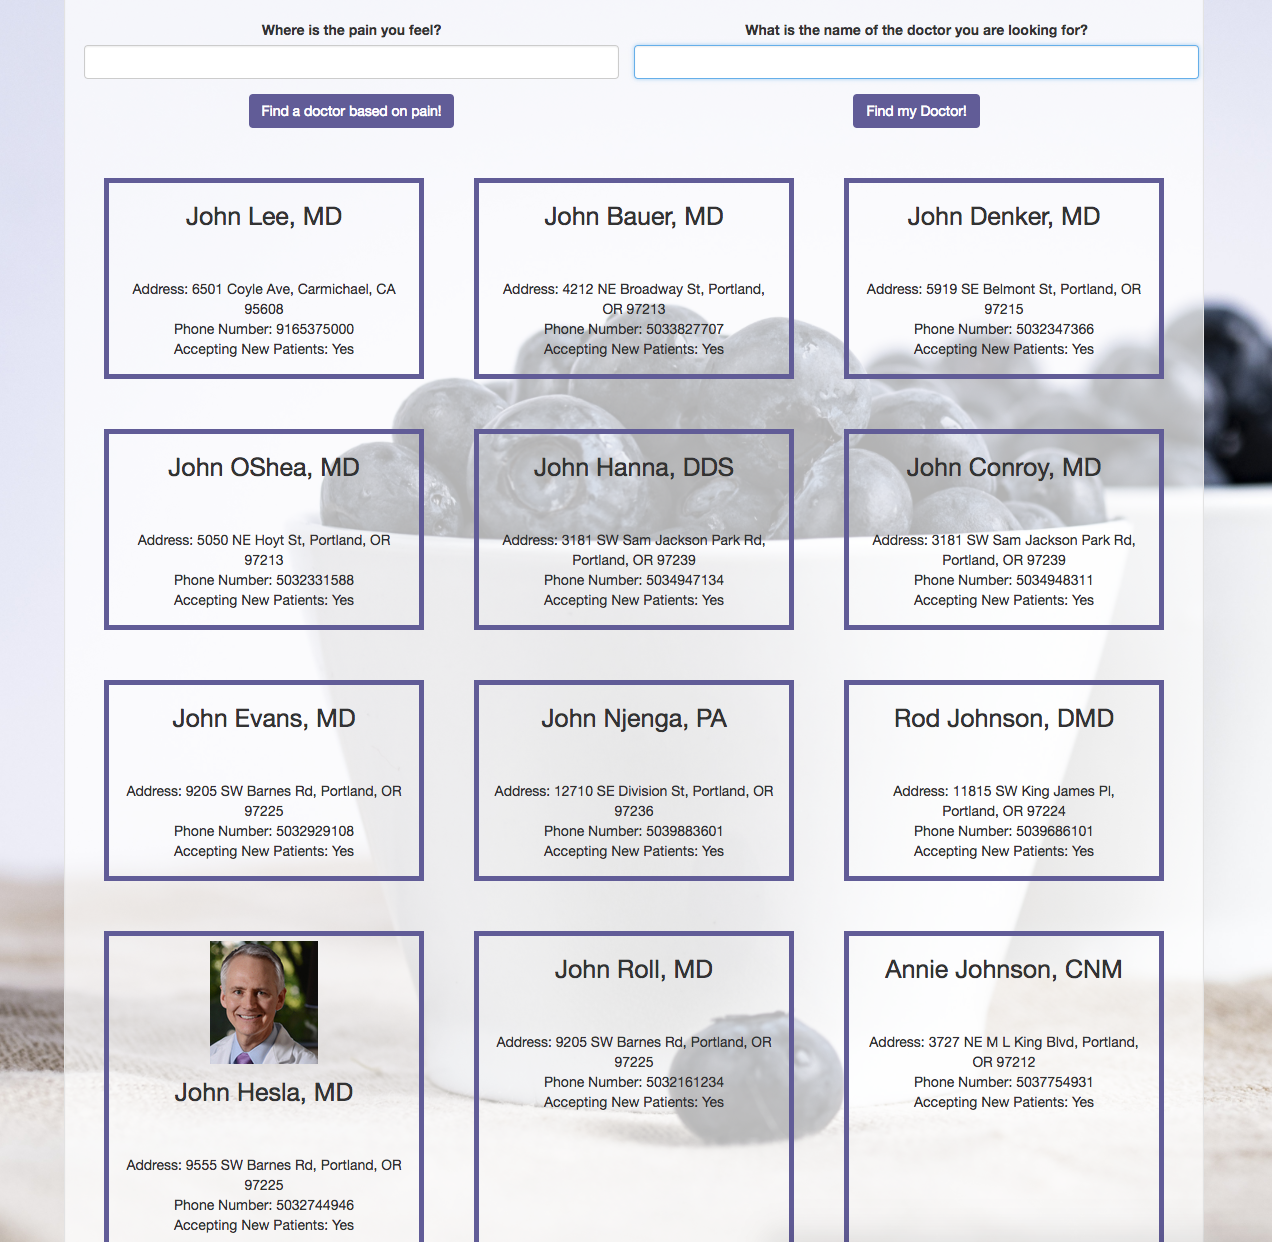 Where is the pain you feel?
What is the name of the doctor you are looking for?
Find a doctor based on pain!
Find my Doctor!
John Lee, MD
Address: 6501 Coyle Ave, Carmichael, CA
95608
Phone Number: 9165375000
Accepting New Patients: Yes
John Bauer, MD
Address: 4212 NE Broadway St, Portland,
OR 97213
Phone Number: 5033827707
Accepting New Patients: Yes
John Denker, MD
Address: 5919 SE Belmont St, Portland, OR
97215
Phone Number: 5032347366
Accepting New Patients: Yes
John OShea, MD
Address: 5050 NE Hoyt St, Portland, OR
97213
Phone Number: 5032331588
Accepting New Patients: Yes
John Hanna, DDS
Address: 3181 SW Sam Jackson Park Rd,
Portland, OR 97239
Phone Number: 5034947134
Accepting New Patients: Yes
John Conroy, MD
Address: 3181 SW Sam Jackson Park Rd,
Portland, OR 97239
Phone Number: 5034948311
Accepting New Patients: Yes
John Evans, MD
Address: 9205 SW Barnes Rd, Portland, OR
97225
Phone Number: 5032929108
Accepting New Patients: Yes
John Njenga, PA
Address: 12710 SE Division St, Portland, OR
97236
Phone Number: 5039883601
Accepting New Patients: Yes
Rod Johnson, DMD
Address: 11815 SW King James Pl,
Portland, OR 97224
Phone Number: 5039686101
Accepting New Patients: Yes
John Hesla, MD
Address: 9555 SW Barnes Rd, Portland, OR
97225
Phone Number: 5032744946
Accepting New Patients: Yes
John Roll, MD
Address: 9205 SW Barnes Rd, Portland, OR
97225
Phone Number: 5032161234
Accepting New Patients: Yes
Annie Johnson, CNM
Address: 3727 NE M L King Blvd, Portland,
OR 97212
Phone Number: 5037754931
Accepting New Patients: Yes